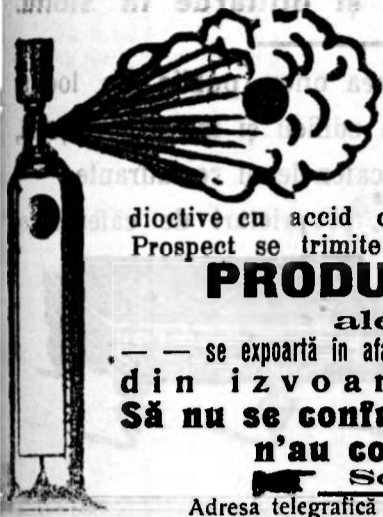 dioctive cu accid
Prospect se trimite
PRODU
ale
— — se expoartă în afa
din izvoar
Să nu se confu
n'au co
Adresa telegrafică